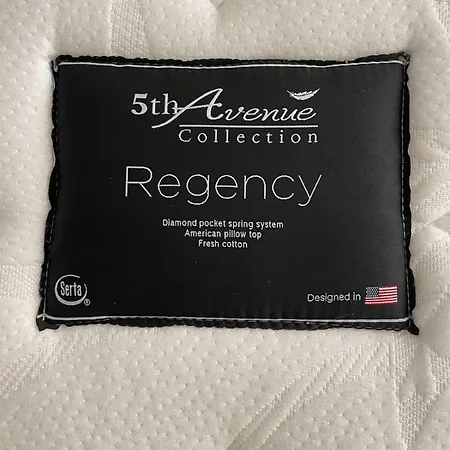 5th Avenue
Collection
Regency
Diamond pocket spring system
American pillow top
Fresh cotton
Serta®
Designed in